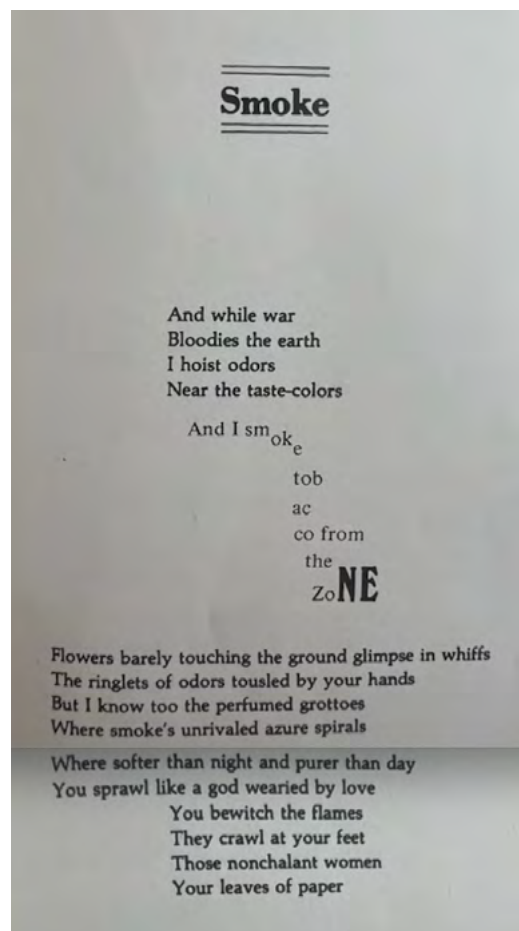 Smoke
And while war
Bloodies the earth
I hoist odors
Near the taste-colors
And I smoke
tob
ac
co from
the
ZoNE
Flowers barely touching the ground glimpse in whiffs
The ringlets of odors tousled by your hands
But I know too the perfumed grottoes
Where smoke's unrivaled azure spirals
Where softer than night and purer than day
You sprawl like a god wearied by love
You bewitch the flames
They crawl at your feet
Those nonchalant women
Your leaves of paper